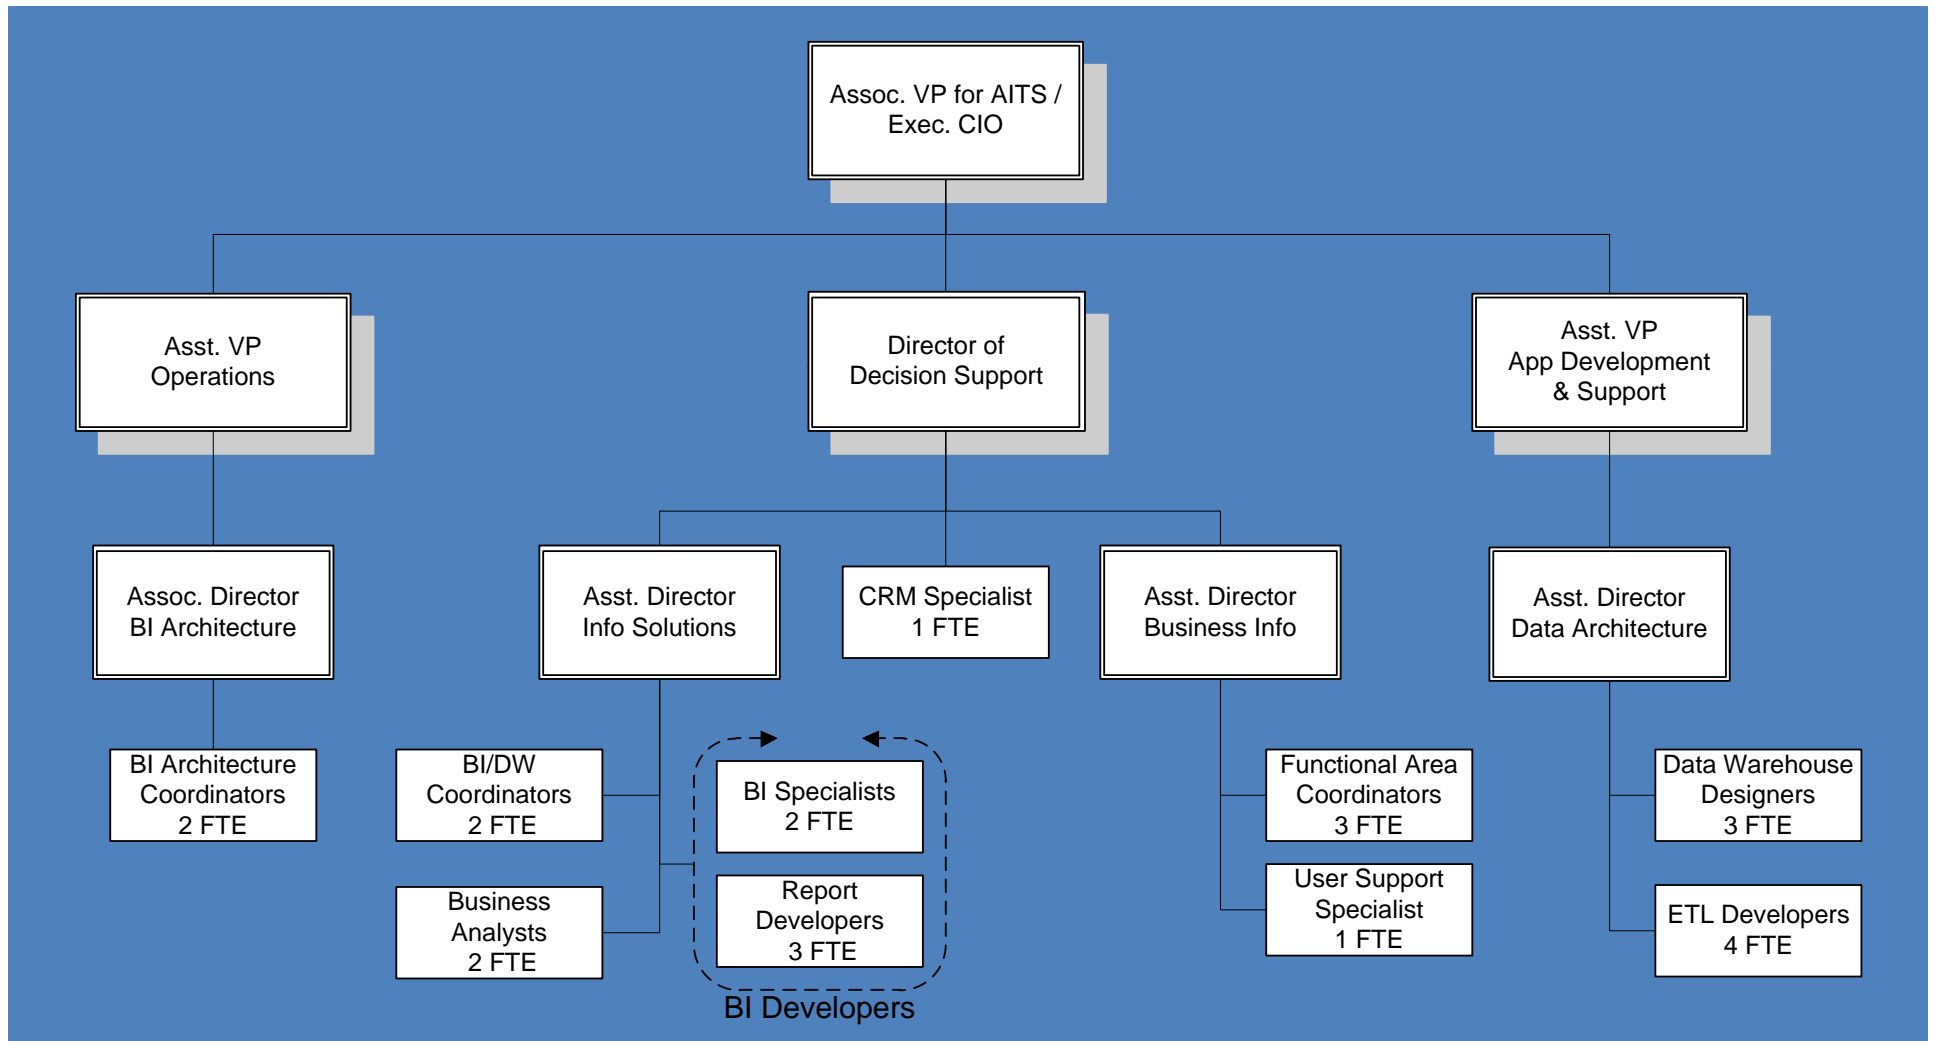 Assoc. VP for AITS /
Exec. CIO
Asst. VP
Operations
Director of
Decision Support
Asst. VP
App Development
& Support
Assoc. Director
BI Architecture
Asst. Director
Info Solutions
CRM Specialist
1 FTE
Asst. Director
Business Info
Asst. Director
Data Architecture
BI Architecture
Coordinators
2 FTE
BI/DW
Coordinators
2 FTE
BI Specialists
2 FTE
Functional Area
Coordinators
3 FTE
Data Warehouse
Designers
3 FTE
Business
Analysts
2 FTE
Report
Developers
3 FTE
User Support
Specialist
1 FTE
ETL Developers
4 FTE
BI Developers